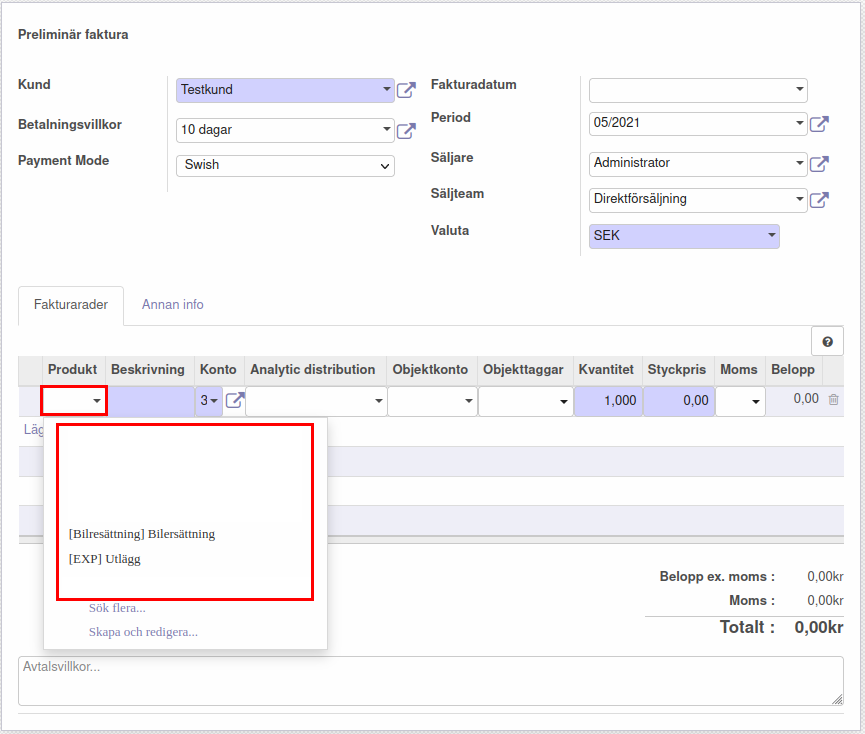 Preliminär faktura
Kund
Testkund
Betalningsvillkor
10 dagar
Payment Mode
Swish
Fakturadatum
Period
05/2021
Säljare
Administrator
Säljteam
Direktförsäljning
Valuta
SEK
Fakturarader Annan info
?
Produkt Beskrivning Konto Analytic distribution Objektkonto Objekttaggar Kvantitet Styckpris Moms Belopp
3 1,000 0,00 0,00
Läg
[Bilresättning] Bilersättning
[EXP] Utlägg
Sök flera...
Skapa och redigera...
Belopp ex. moms : 0,00kr
Moms : 0,00kr
Totalt : 0,00kr
Avtalsvillkor...